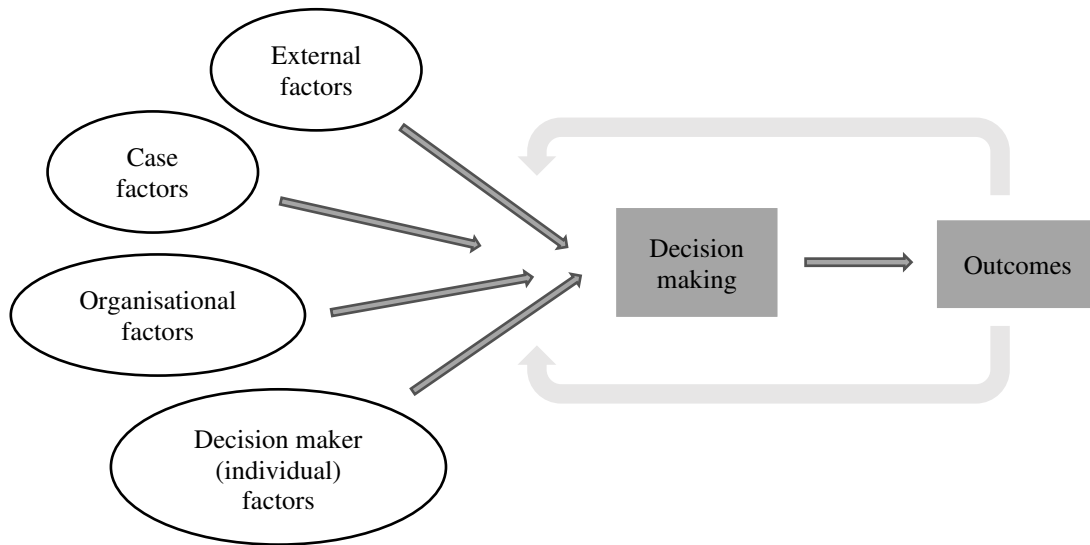 External
factors
Case
factors
Organisational
factors
Decision maker
(individual)
factors
Decision
making
Outcomes